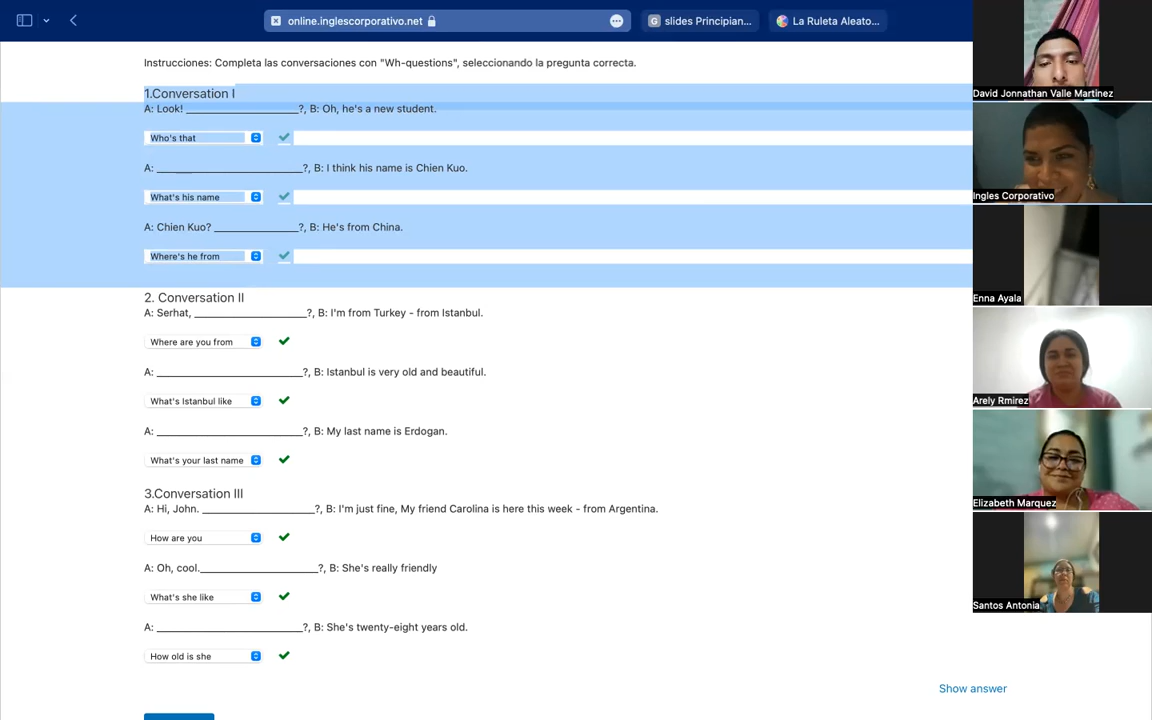 online.inglescorporativo.net
slides Principian...
La Ruleta Aleato...
Instrucciones: Completa las conversaciones con "Wh-questions", seleccionando la pregunta correcta.
1.Conversation I
A: Look! ___________________?, B: Oh, he's a new student.
Who's that
A: ________________________?, B: I think his name is Chien Kuo.
What's his name
A: Chien Kuo? ______________?, B: He's from China.
Where's he from
2. Conversation II
A: Serhat, ___________________?, B: I'm from Turkey - from Istanbul.
Where are you from
A: ________________________?, B: Istanbul is very old and beautiful.
What's Istanbul like
A: ________________________?, B: My last name is Erdogan.
What's your last name
3.Conversation III
A: Hi, John. ___________________?, B: I'm just fine, My friend Carolina is here this week - from Argentina.
How are you
A: Oh, cool.____________________?, B: She's really friendly
What's she like
A: ________________________?, B: She's twenty-eight years old.
How old is she
Show answer
David Jonnathan Valle Martinez
Ingles Corporativo
Enna Ayala
Arely Rmirez
Elizabeth Marquez
Santos Antonia